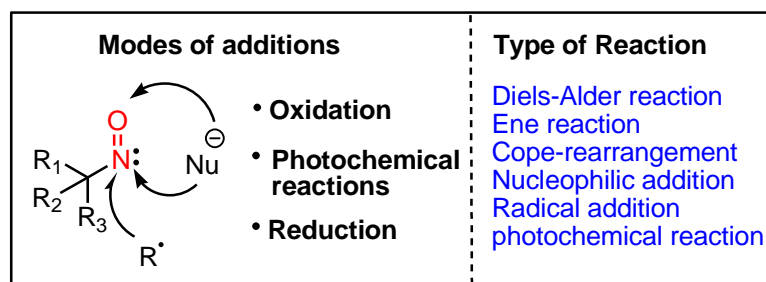 Modes of additions
O
N:
R1
R2
R3
Nu
⊖
R•
• Oxidation
• Photochemical
reactions
• Reduction
Type of Reaction
Diels-Alder reaction
Ene reaction
Cope-rearrangement
Nucleophilic addition
Radical addition
photochemical reaction